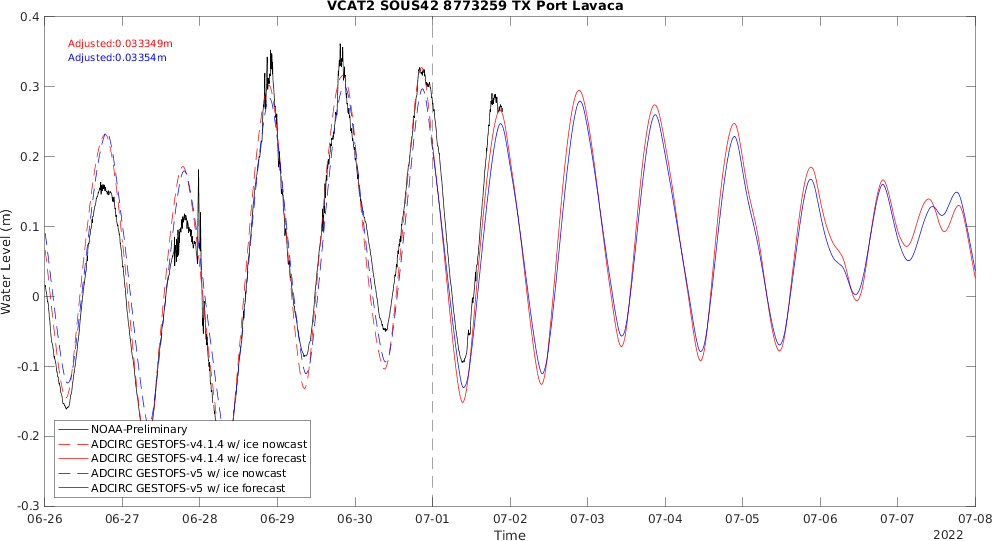 VCAT2 SOUS42 8773259 TX Port Lavaca
0.4
Adjusted:0.033349m
Adjusted:0.03354m
0.3
0.2
0.1
0
-0.1
-0.2
-0.3
Water Level (m)
NOAA-Preliminary
ADCIRC GESTOFS-v4.1.4 w/ ice nowcast
ADCIRC GESTOFS-v4.1.4 w/ ice forecast
ADCIRC GESTOFS-v5 w/ ice nowcast
ADCIRC GESTOFS-v5 w/ ice forecast
06-26 06-27 06-28 06-29 06-30 07-01 07-02 07-03 07-04 07-05 07-06 07-07 07-08
Time
2022